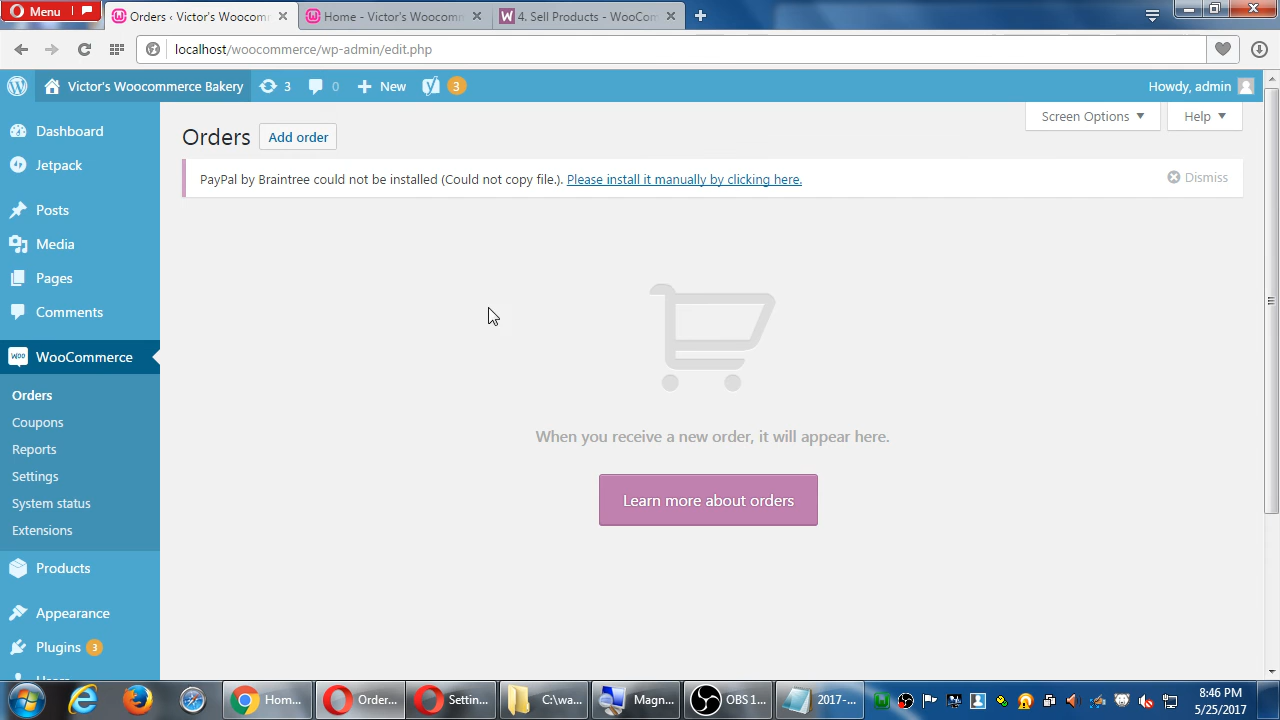 Menu
Orders ‹ Victor's Woocomm
Home - Victor's Woocomm
4. Sell Products - WooCom
localhost/woocommerce/wp-admin/edit.php
Victor's Woocommerce Bakery
3
0
New
3
Howdy, admin
Screen Options
Help
Dashboard
Jetpack
Posts
Media
Pages
Comments
WooCommerce
Orders
Coupons
Reports
Settings
System status
Extensions
Products
Appearance
Plugins 3
Orders
Add order
PayPal by Braintree could not be installed (Could not copy file.). Please install it manually by clicking here.
Dismiss
When you receive a new order, it will appear here.
Learn more about orders
Hom...
Order...
Settin...
C:\wa...
Magn...
OBS 1...
2017-...
8:46 PM
5/25/2017